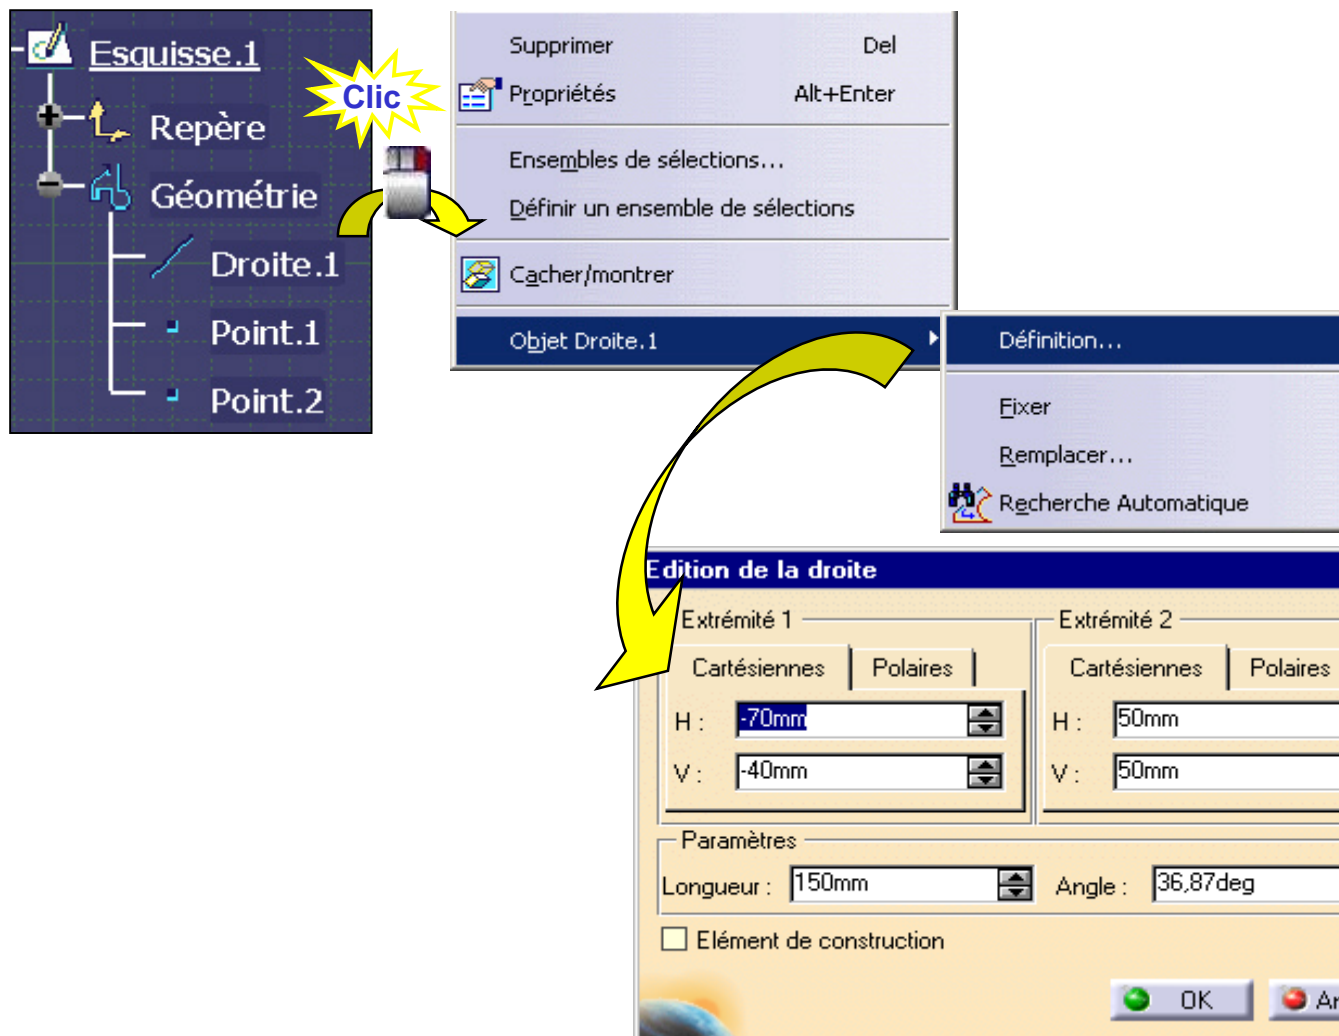 Esquisse.1
Repère
Géométrie
Droite.1
Point.1
Point.2
Clic
Supprimer Del
Propriétés Alt+Enter
Ensembles de sélections...
Définir un ensemble de sélections
Cacher/montrer
Objet Droite.1
Définition...
Fixer
Remplacer...
Recherche Automatique
Edition de la droite
Extrémité 1
Cartésiennes Polaires
H : -70mm
V : -40mm
Extrémité 2
Cartésiennes Polaires
H : 50mm
V : 50mm
Paramètres
Longueur : 150mm Angle : 36,87deg
Elément de construction
OK